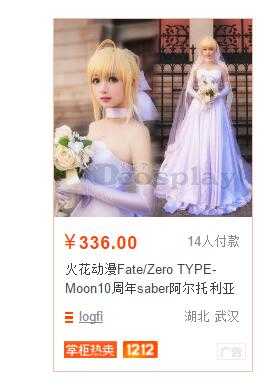 Dcosplay
¥336.00
14人付款
火花动漫Fate/Zero TYPE-
Moon10周年saber阿尔托利亚
logfi
湖北 武汉
掌柜热卖
1212
广告